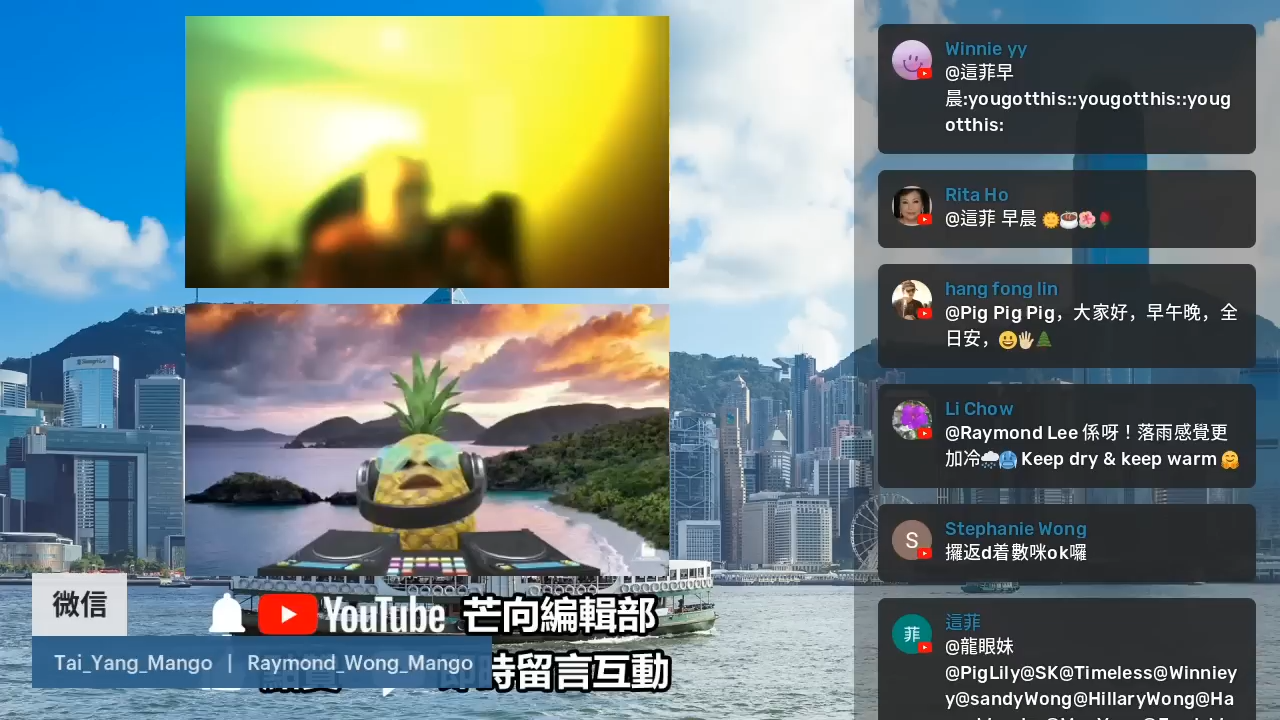 Winnie yy
@這菲早
晨:yougotthis::yougotthis::youg
otthis:
Rita Ho
@這菲 早晨 🌞☕🌸🌹
hang fong lin
@Pig Pig Pig，大家好，早午晚，全
日安，😀🖐🌲
Li Chow
@Raymond Lee 係呀！落雨感覺更
加冷🌧🥶 Keep dry & keep warm 🤗
Stephanie Wong
S
攞返d着數咪ok囉
這菲
菲
@龍眼妹
@PigLily@SK@Timeless@Winniey
y@sandyWong@HillaryWong@Ha
微信
YouTube 芒向編輯部
Tai_Yang_Mango | Raymond_Wong_Mango
時留言互動